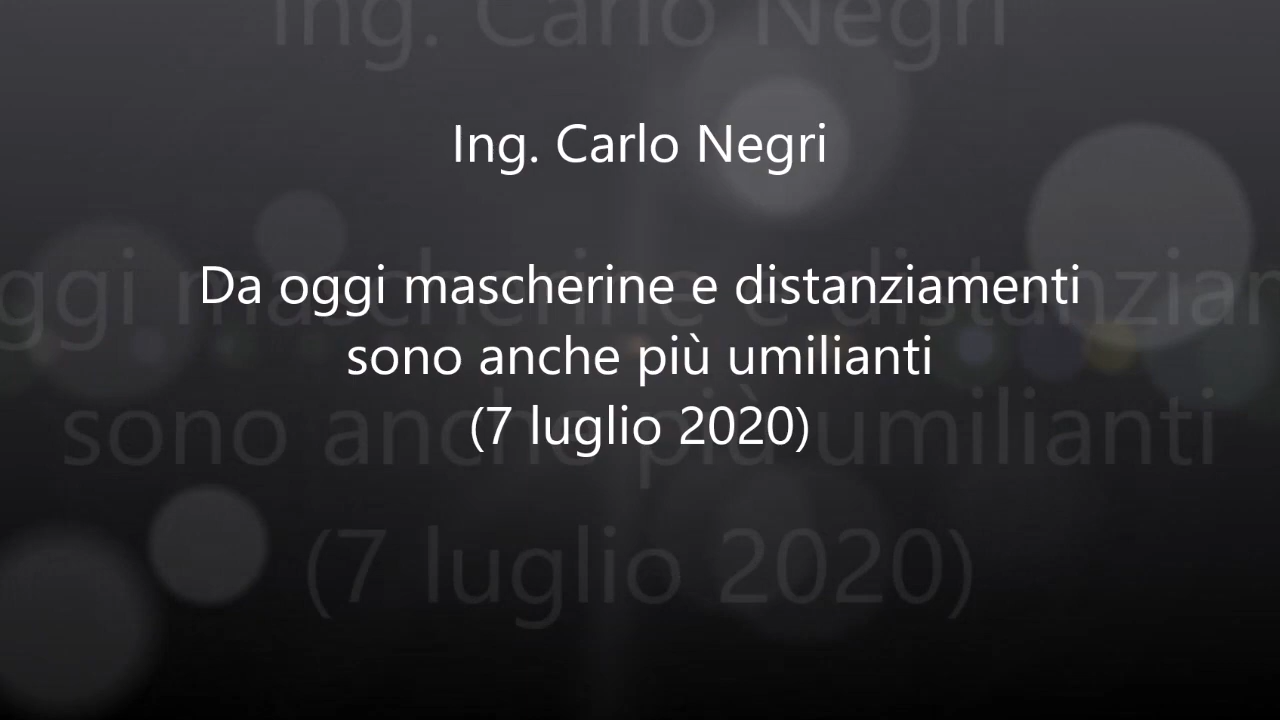 Ing. Carlo Negri
Da oggi mascherine e distanziamenti
sono anche più umilianti
(7 luglio 2020)